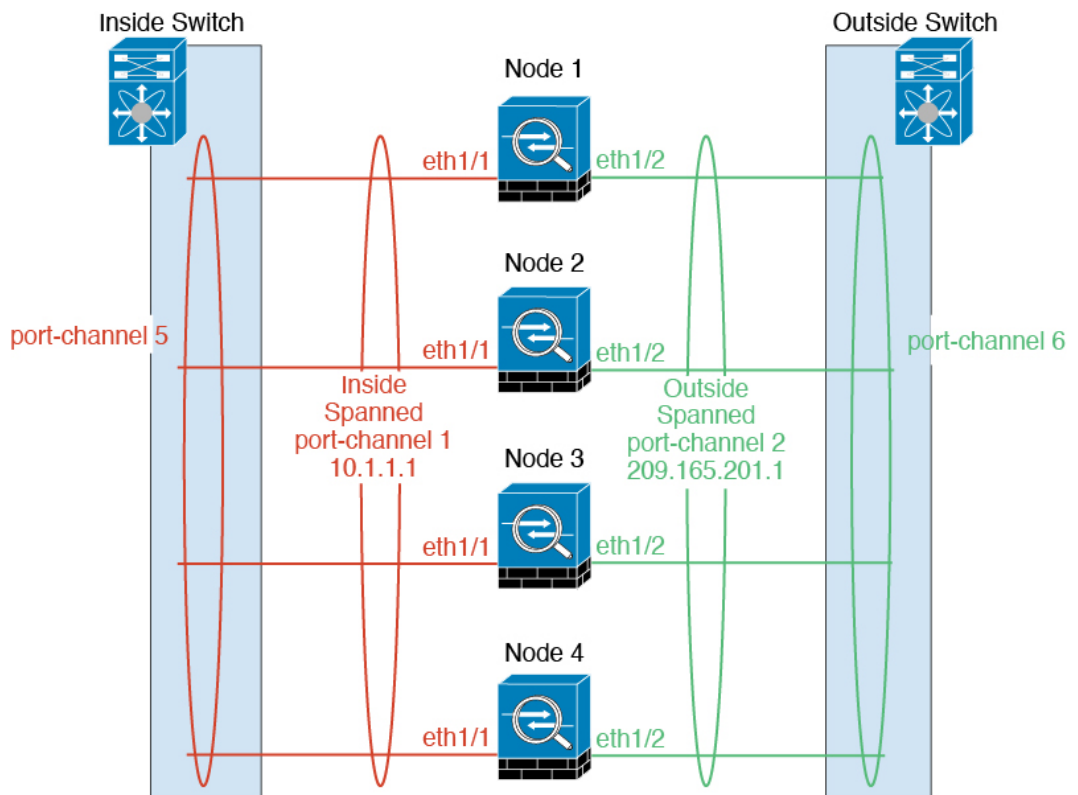 Inside Switch
Outside Switch
Node 1
eth1/1
eth1/2
Node 2
port-channel 5
port-channel 6
eth1/1
eth1/2
Inside
Spanned
port-channel 1
10.1.1.1
Outside
Spanned
port-channel 2
209.165.201.1
Node 3
eth1/1
eth1/2
Node 4
eth1/1
eth1/2